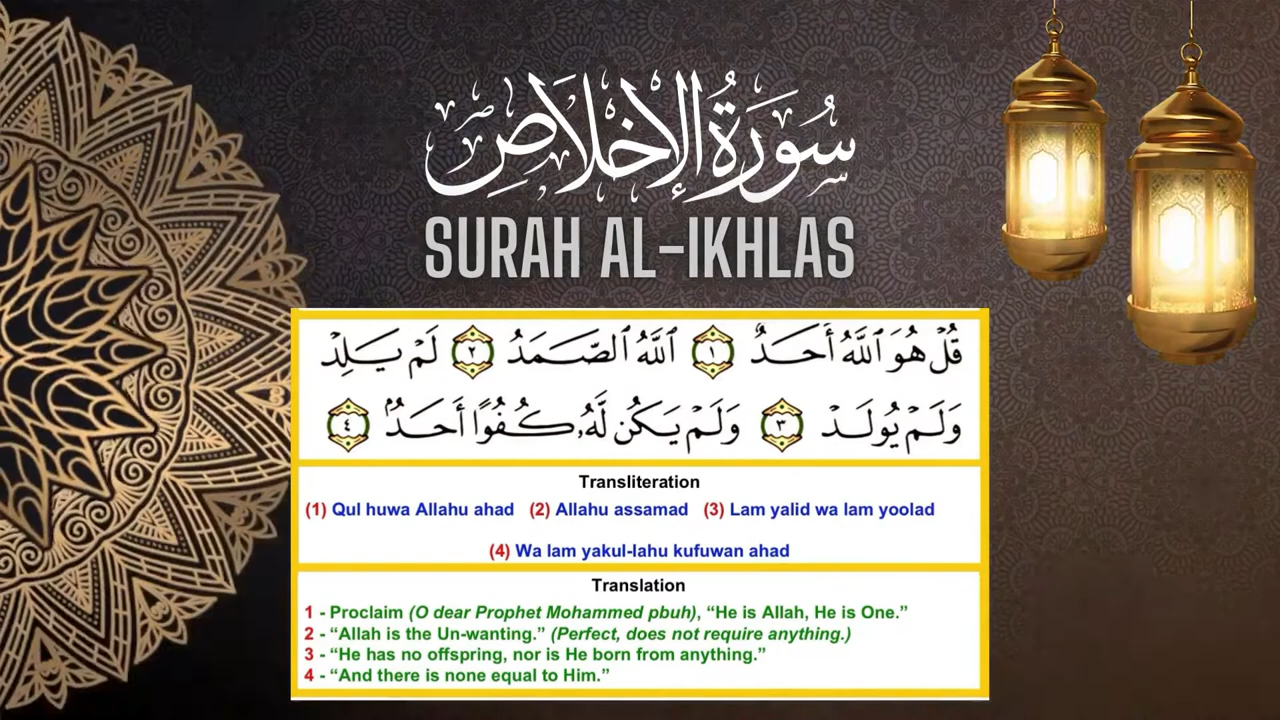 سُورَةُ الإِخْلَاصِ
SURAH AL-IKHLAS
قُلْ هُوَ ٱللَّهُ أَحَدٌ ١ ٱللَّهُ ٱلصَّمَدُ ٢ لَمْ يَلِدْ
وَلَمْ يُولَدْ ٣ وَلَمْ يَكُن لَّهُۥ كُفُوًا أَحَدٌۢ ٤
Transliteration
(1) Qul huwa Allahu ahad (2) Allahu assamad (3) Lam yalid wa lam yoolad
(4) Wa lam yakul-lahu kufuwan ahad
Translation
1 - Proclaim (O dear Prophet Mohammed pbuh), “He is Allah, He is One.”
2 - “Allah is the Un-wanting.” (Perfect, does not require anything.)
3 - “He has no offspring, nor is He born from anything.”
4 - “And there is none equal to Him.”